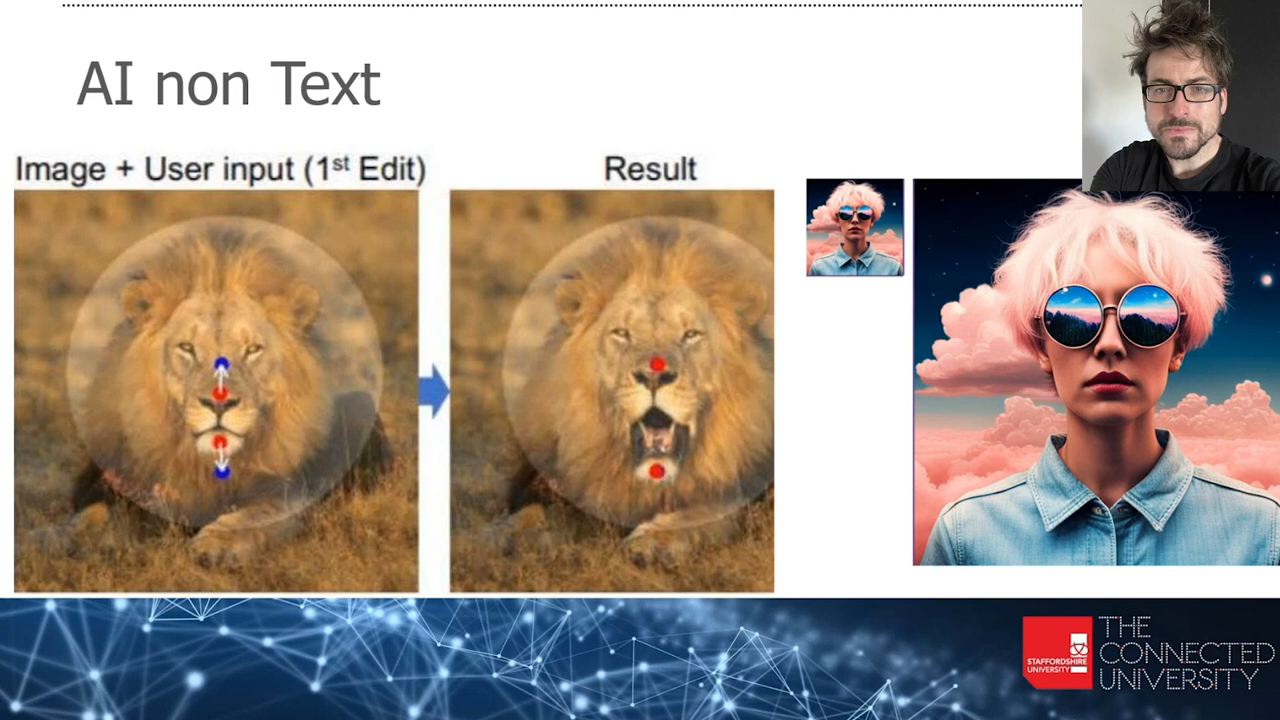 AI non Text
Image + User input (1st Edit)
Result
STAFFORDSHIRE
UNIVERSITY
THE
CONNECTED
UNIVERSITY